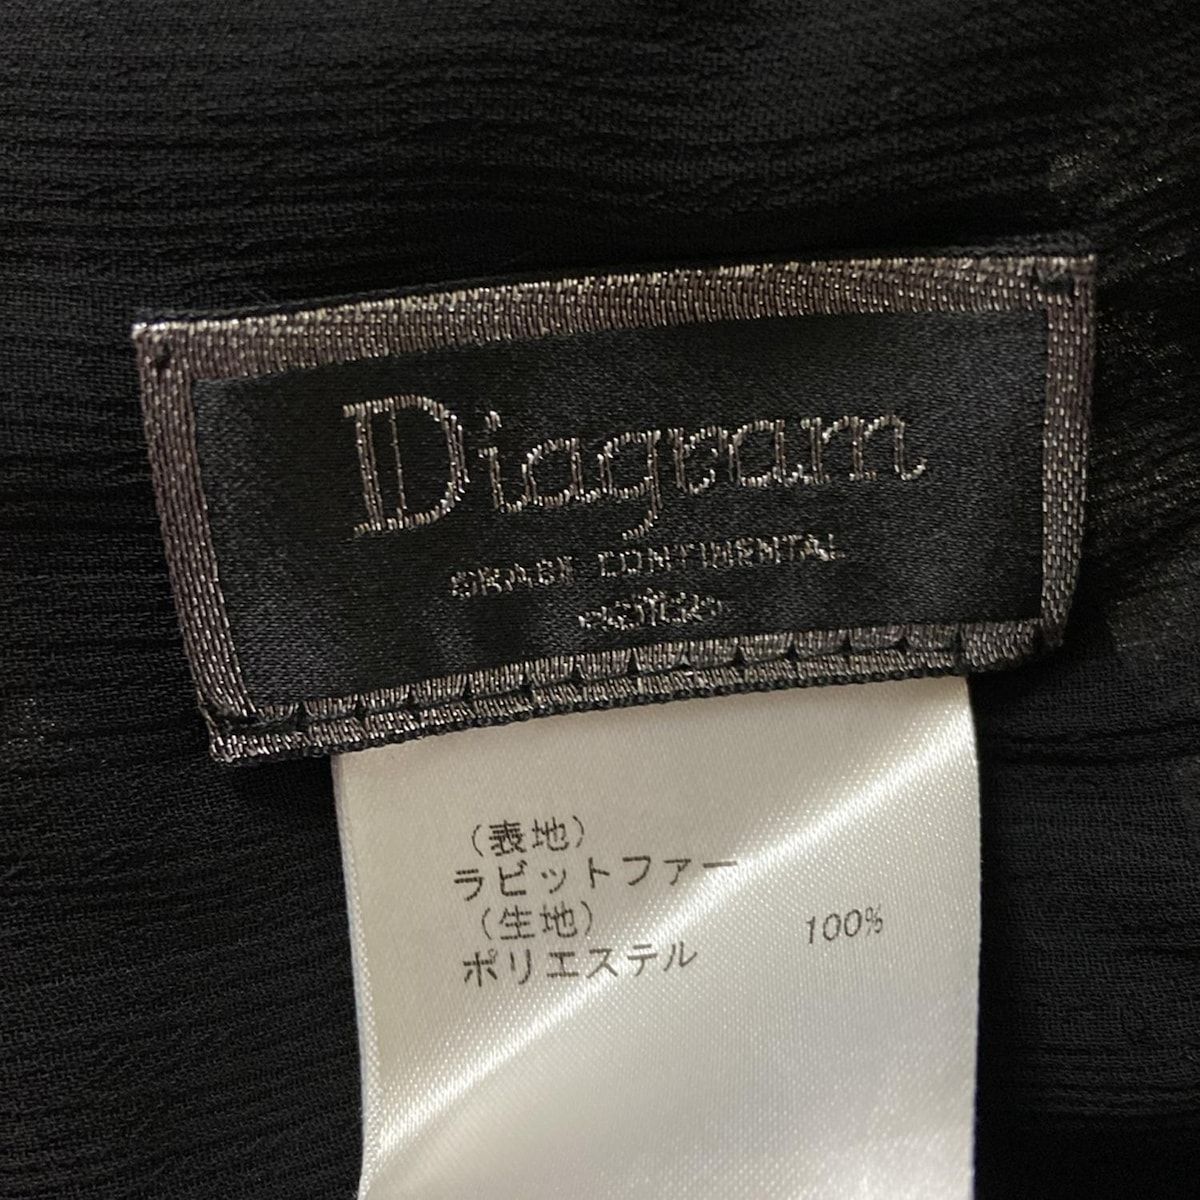 Diagram
GRACE CONTINENTAL
(表地)
ラビットファー
(生地)
ポリエステル 100%